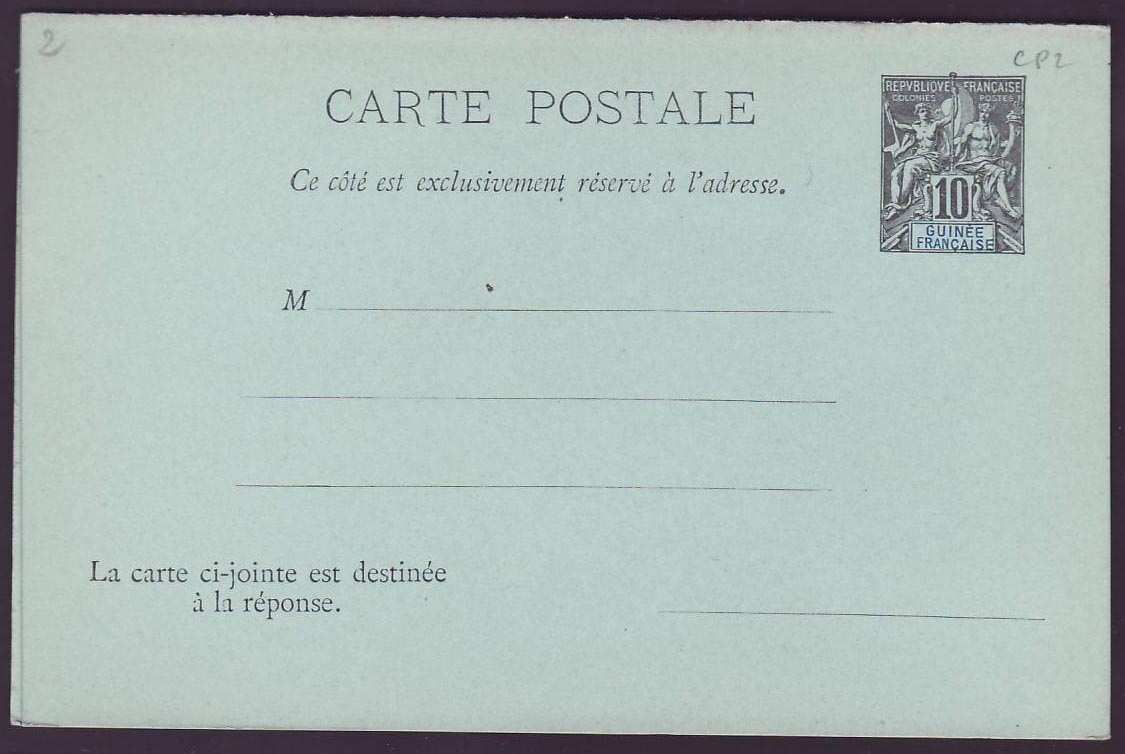 2
CP2
CARTE POSTALE
Ce côté est exclusivement réservé à l'adresse.
REPVBLIQVE FRANÇAISE
COLONIES POSTES
10
GUINÉE
FRANÇAISE
M
La carte ci-jointe est destinée
à la réponse.